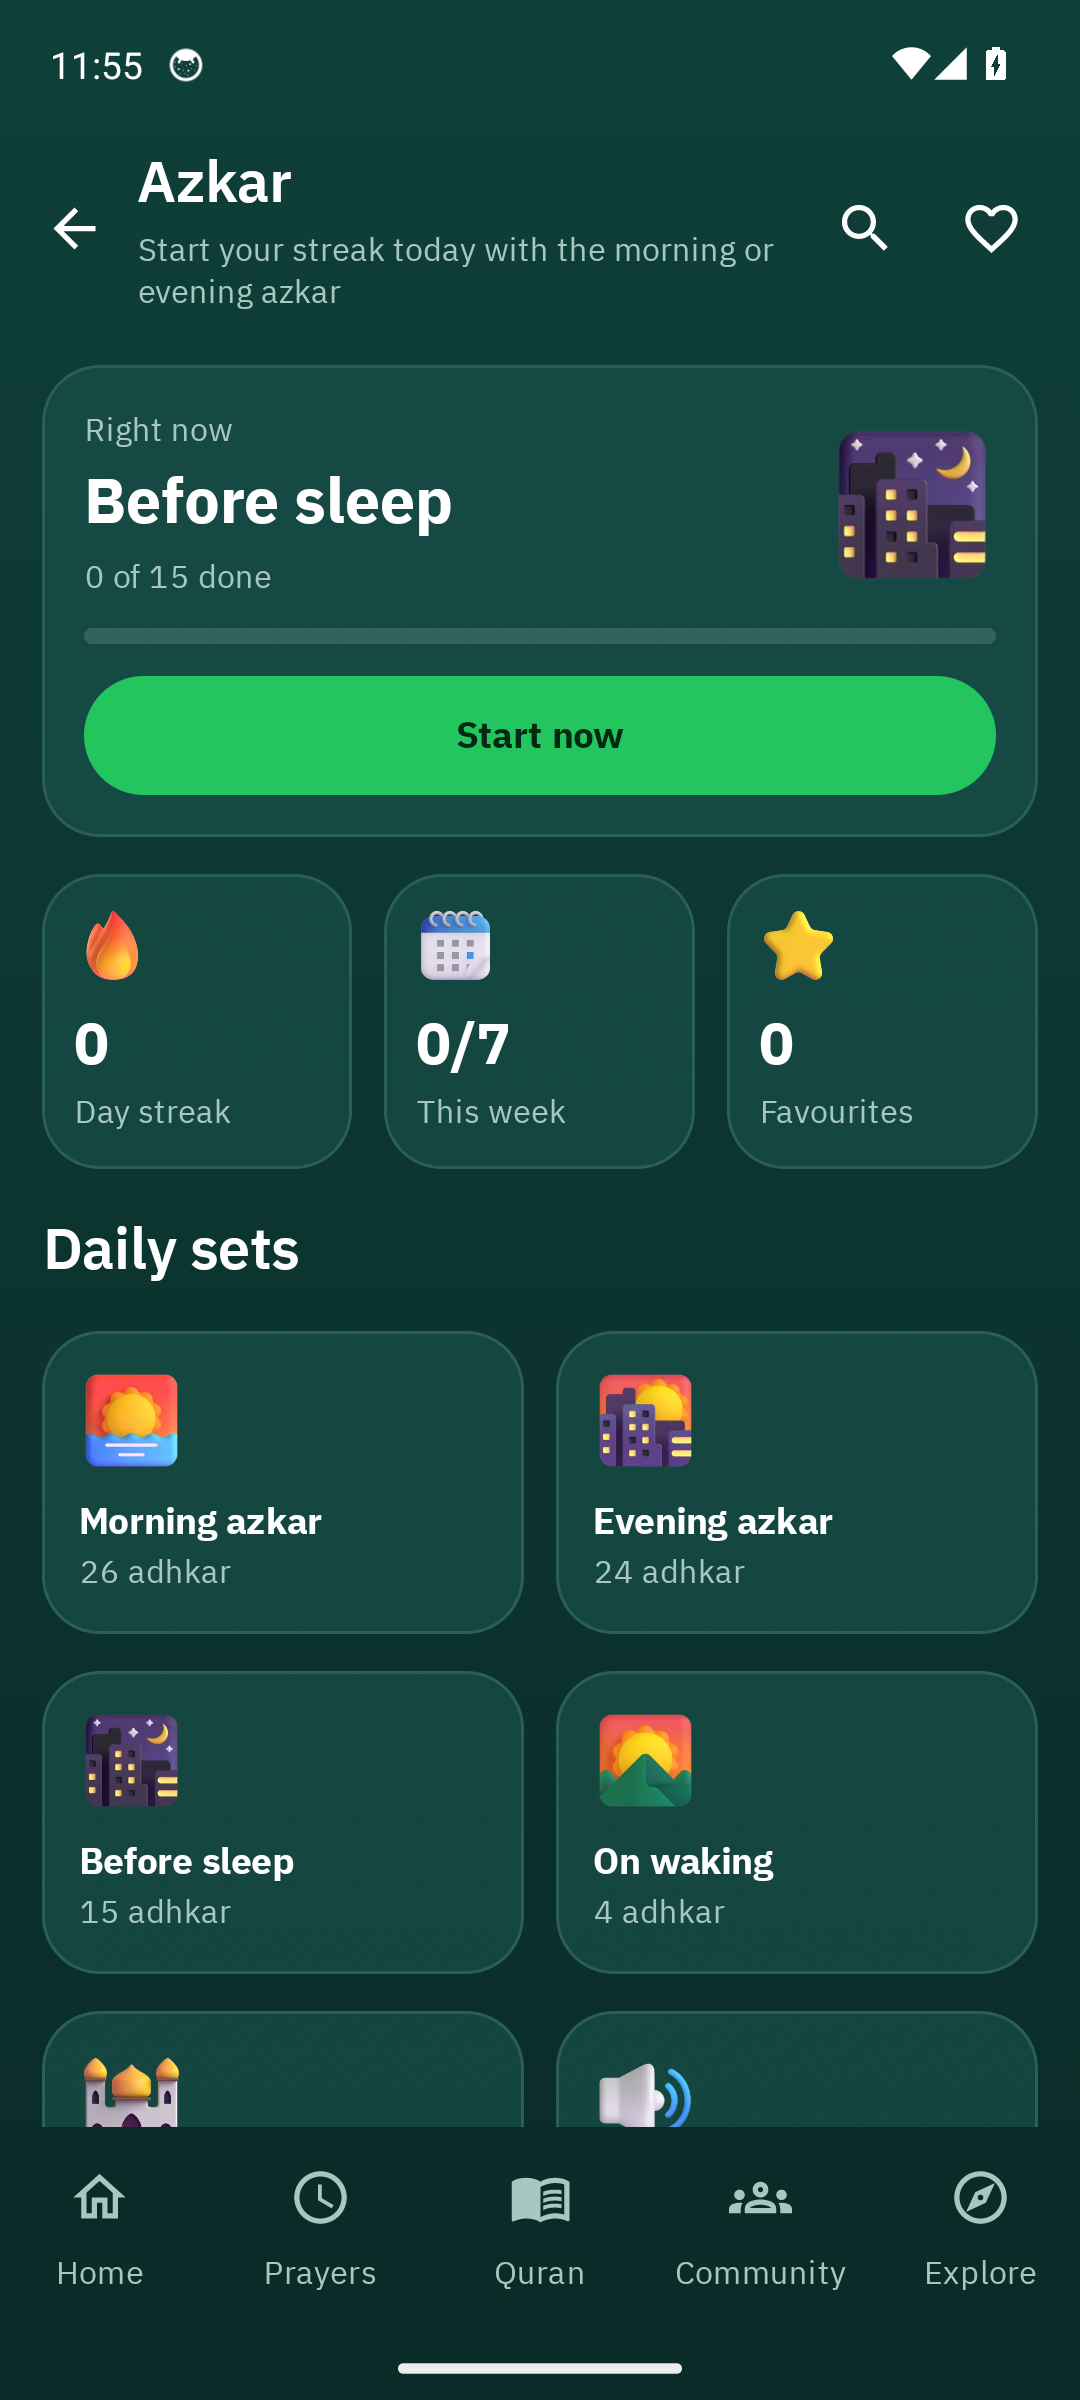 11:55
Azkar
Start your streak today with the morning or
evening azkar
Right now
Before sleep
0 of 15 done
Start now
0
Day streak
0/7
This week
0
Favourites
Daily sets
Morning azkar
26 adhkar
Evening azkar
24 adhkar
Before sleep
15 adhkar
On waking
4 adhkar
Home
Prayers
Quran
Community
Explore